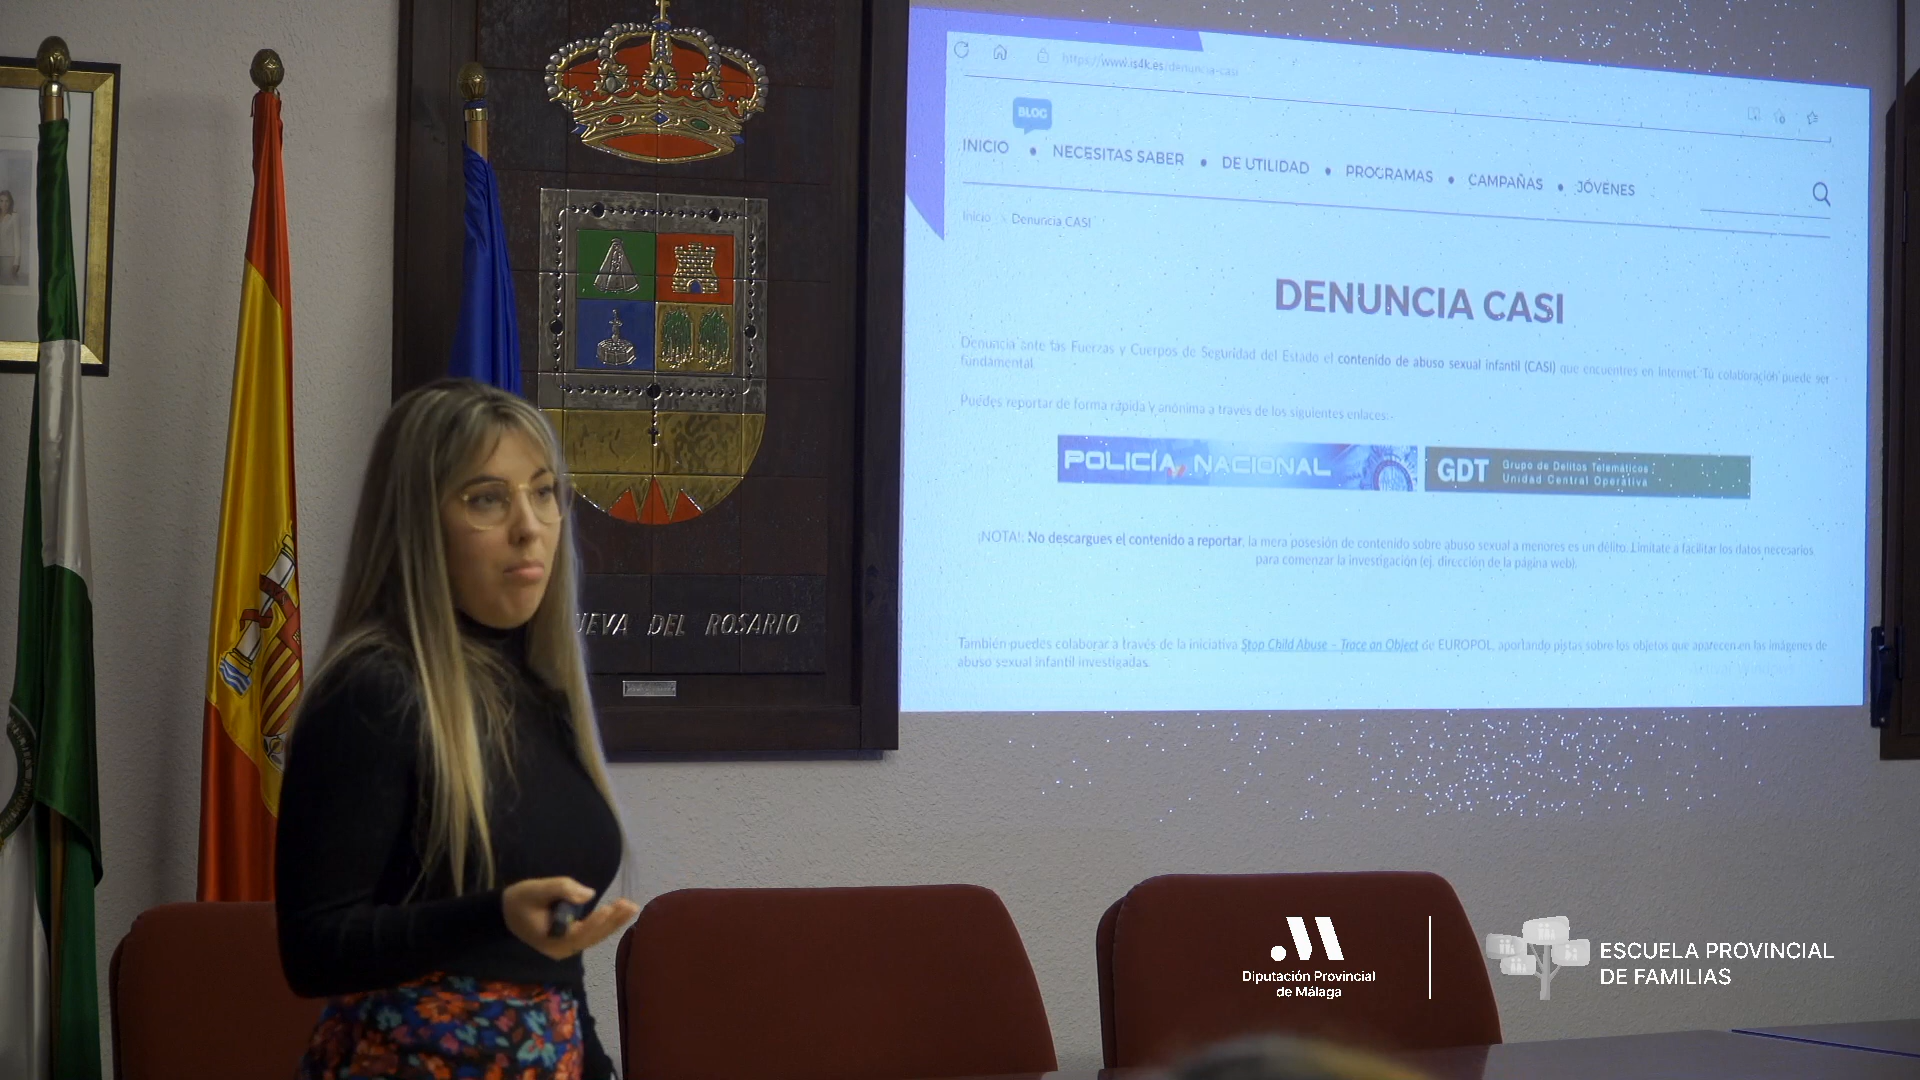 https://www.is4k.es/denuncia-casi
BLOG
INICIO • NECESITAS SABER • DE UTILIDAD • PROGRAMAS • CAMPAÑAS • JÓVENES
Inicio > Denuncia CASI
DENUNCIA CASI
Denuncia ante las Fuerzas y Cuerpos de Seguridad del Estado el contenido de abuso sexual infantil (CASI) que encuentres en Internet. Tu colaboración puede ser
fundamental.
Puedes reportar de forma rápida y anónima a través de los siguientes enlaces:
POLICÍA NACIONAL
GDT Grupo de Delitos Telemáticos
Unidad Central Operativa
¡NOTA!: No descargues el contenido a reportar, la mera posesión de contenido sobre abuso sexual a menores es un delito. Limítate a facilitar los datos necesarios
para comenzar la investigación (ej. dirección de la página web).
También puedes colaborar a través de la iniciativa Stop Child Abuse – Trace an Object de EUROPOL, aportando pistas sobre los objetos que aparecen en las imágenes de
abuso sexual infantil investigadas.
UEVA DEL ROSARIO
Diputación Provincial
de Málaga
ESCUELA PROVINCIAL
DE FAMILIAS